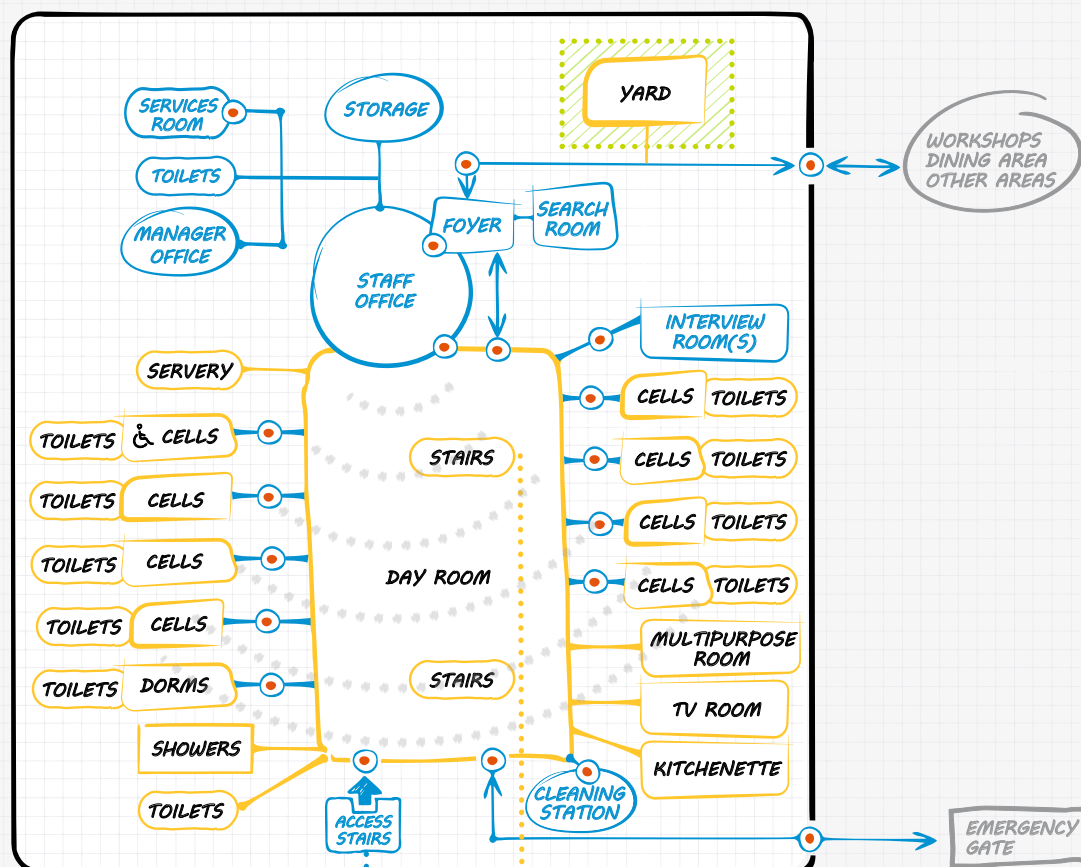 YARD
STORAGE
SERVICES
ROOM
WORKSHOPS
DINING AREA
OTHER AREAS
TOILETS
MANAGER
OFFICE
FOYER
SEARCH
ROOM
STAFF
OFFICE
INTERVIEW
ROOM(S)
SERVERY
CELLS
TOILETS
TOILETS
CELLS
STAIRS
CELLS
TOILETS
TOILETS
CELLS
CELLS
TOILETS
TOILETS
CELLS
DAY ROOM
CELLS
TOILETS
TOILETS
CELLS
MULTIPURPOSE
ROOM
TOILETS
DORMS
STAIRS
TV ROOM
SHOWERS
KITCHENETTE
TOILETS
CLEANING
STATION
ACCESS
STAIRS
EMERGENCY
GATE